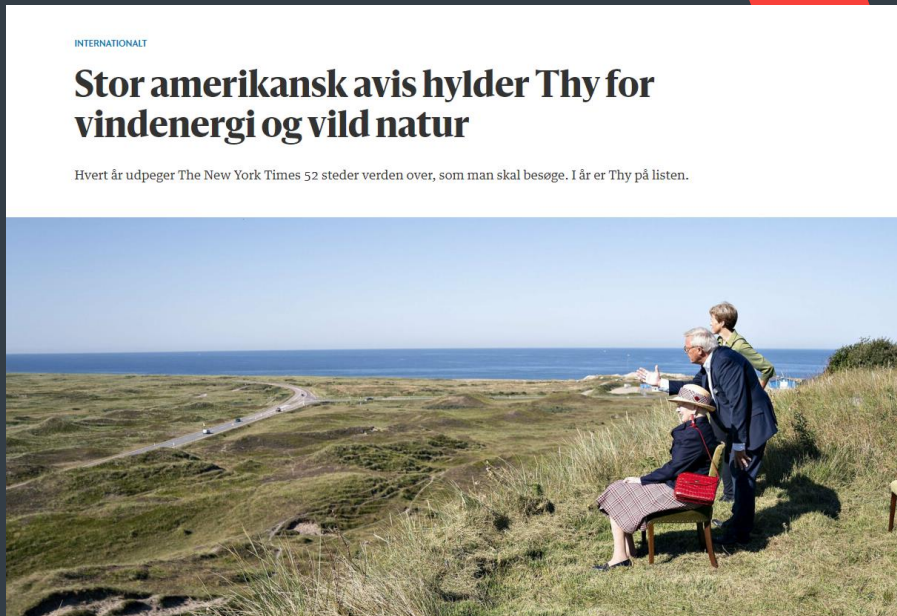 INTERNATIONALT
Stor amerikansk avis hylder Thy for
vindenergi og vild natur
Hvert år udpeger The New York Times 52 steder verden over, som man skal besøge. I år er Thy på listen.